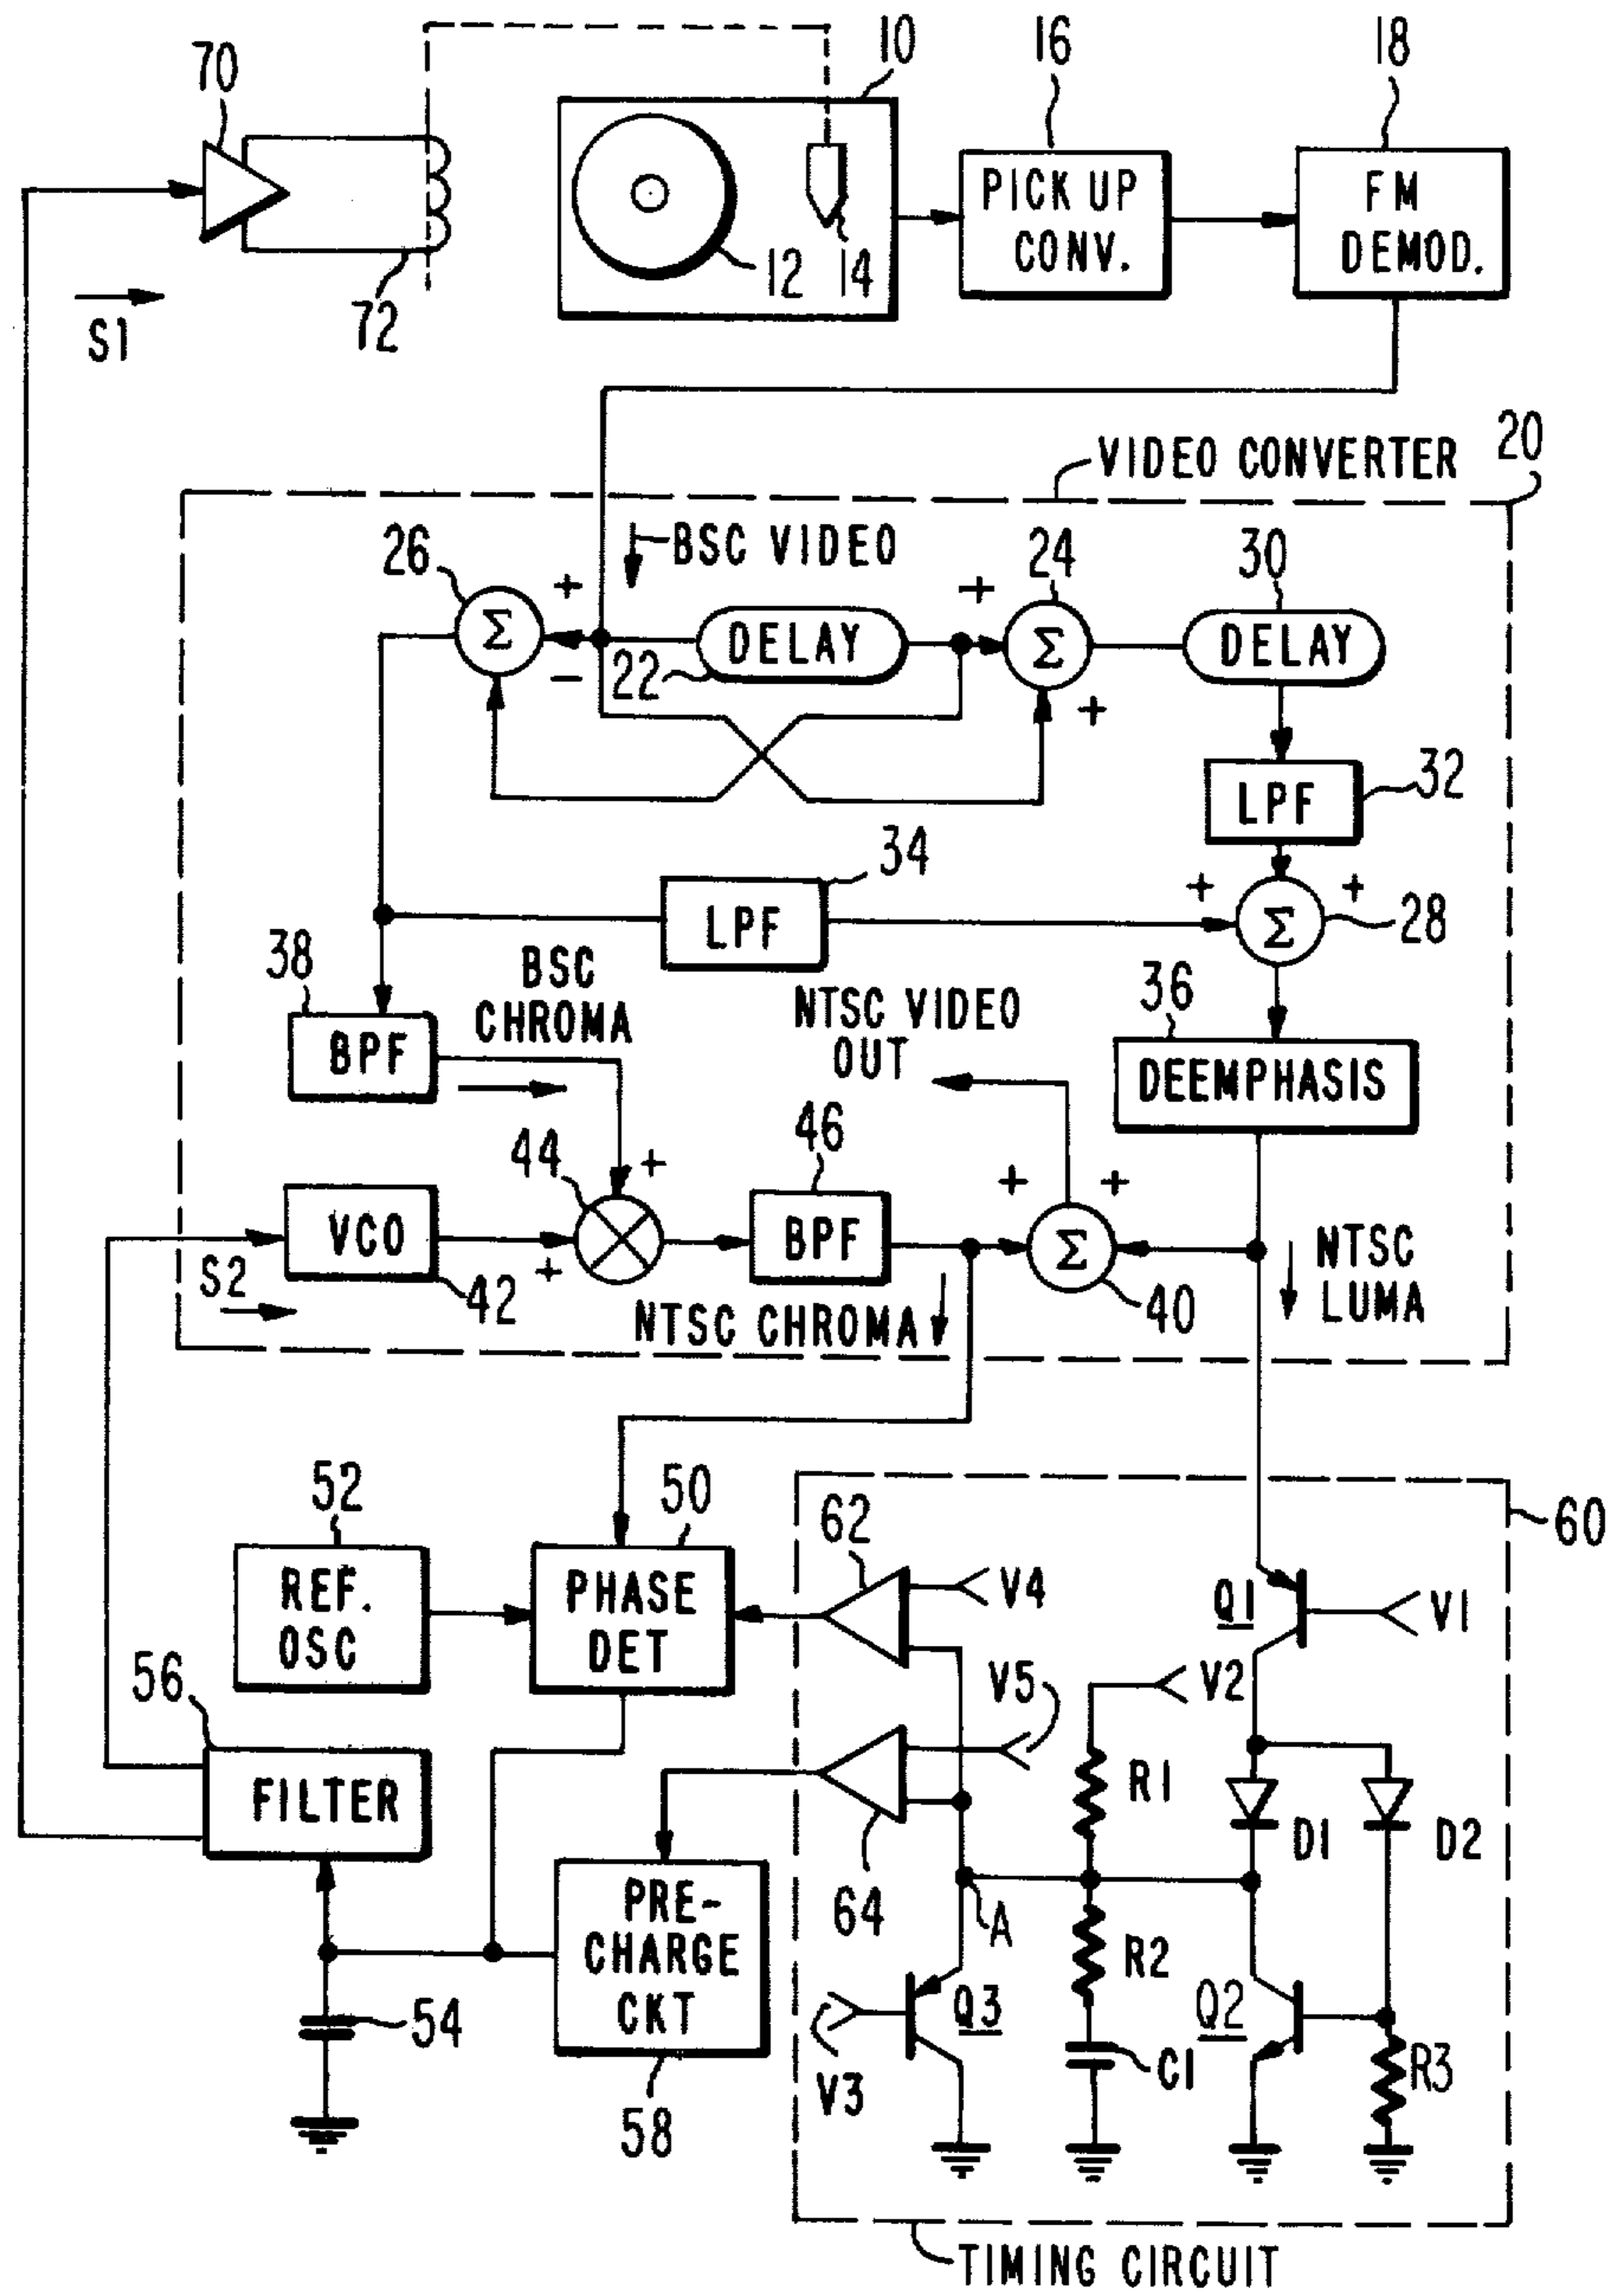 70
10
16
18
PICK UP
CONV.
FM
DEMOD.
12
14
72
S1
20
VIDEO CONVERTER
26
+
BSC VIDEO
+
24
30
Σ
DELAY
Σ
DELAY
−
22
+
32
LPF
34
+
+
LPF
Σ
28
38
BSC
CHROMA
NTSC VIDEO
OUT
36
BPF
DEEMPHASIS
46
44
+
+
+
VCO
BPF
Σ
NTSC
LUMA
S2
42
+
NTSC CHROMA
40
52
50
62
60
REF.
OSC
PHASE
DET
V4
Q1
V1
56
V5
V2
FILTER
R1
D1
D2
64
A
PRE-
CHARGE
CKT
R2
Q3
Q2
54
V3
C1
R3
58
TIMING CIRCUIT